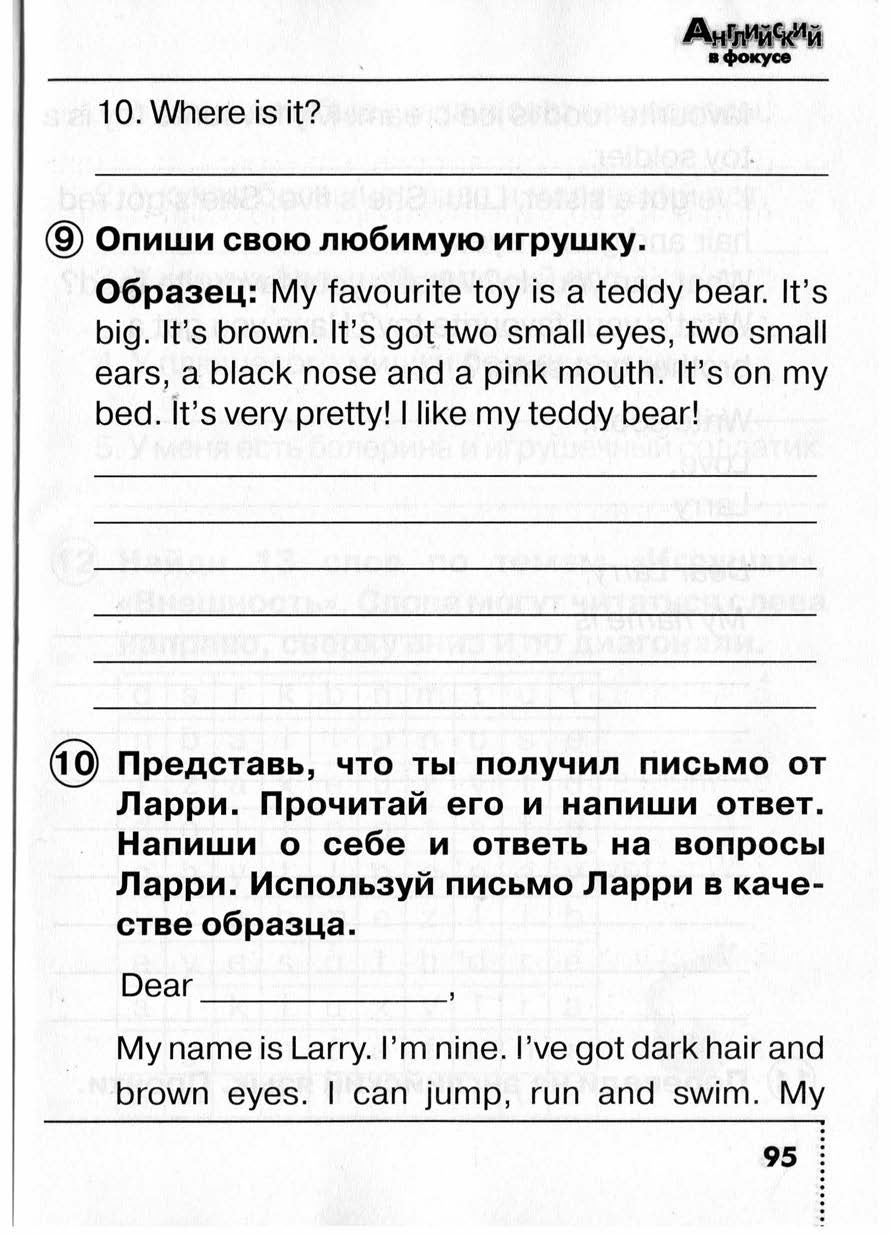 Английский
в фокусе
10. Where is it?
9 Опиши свою любимую игрушку.
Образец: My favourite toy is a teddy bear. It's
big. It's brown. It's got two small eyes, two small
ears, a black nose and a pink mouth. It's on my
bed. It's very pretty! I like my teddy bear!
10 Представь, что ты получил письмо от
Ларри. Прочитай его и напиши ответ.
Напиши о себе и ответь на вопросы
Ларри. Используй письмо Ларри в каче-
стве образца.
Dear ,
My name is Larry. I'm nine. I've got dark hair and
brown eyes. I can jump, run and swim. My
95